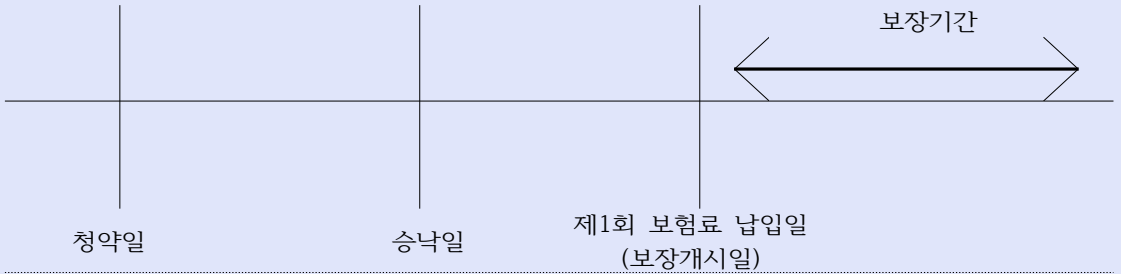 보장기간
청약일
승낙일
제1회 보험료 납입일
(보장개시일)